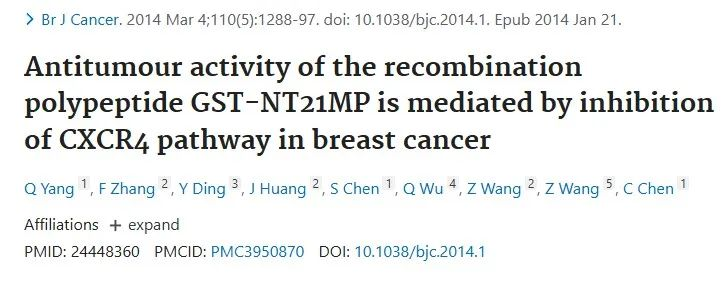 Br J Cancer. 2014 Mar 4;110(5):1288-97. doi: 10.1038/bjc.2014.1. Epub 2014 Jan 21.
Antitumour activity of the recombination
polypeptide GST-NT21MP is mediated by inhibition
of CXCR4 pathway in breast cancer
Q Yang 1, F Zhang 2, Y Ding 3, J Huang 2, S Chen 1, Q Wu 4, Z Wang 2, Z Wang 5, C Chen 1
Affiliations + expand
PMID: 24448360 PMCID: PMC3950870 DOI: 10.1038/bjc.2014.1